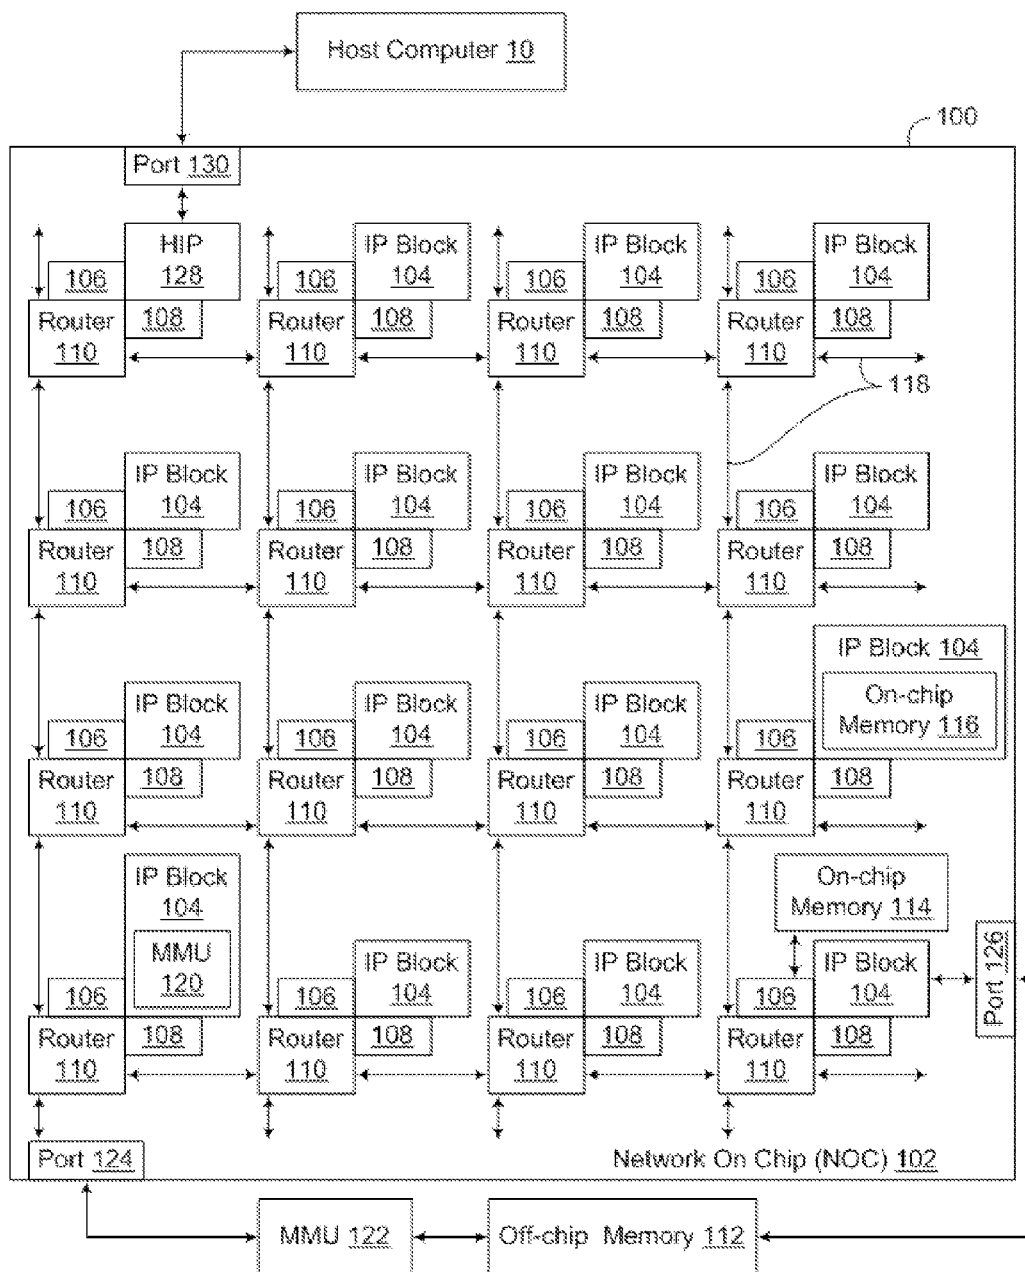 Host Computer 10
100
Port 130
HIP
128
IP Block
104
IP Block
104
IP Block
104
106
106
106
106
Router
110
108
Router
110
108
Router
110
108
Router
110
108
118
IP Block
104
IP Block
104
IP Block
104
IP Block
104
106
106
106
106
Router
110
108
Router
110
108
Router
110
108
Router
110
108
IP Block 104
On-chip
Memory 116
IP Block
104
IP Block
104
IP Block
104
106
106
106
106
Router
110
108
Router
110
108
Router
110
108
Router
110
108
IP Block
104
MMU
120
On-chip
Memory 114
Port 126
IP Block
104
IP Block
104
IP Block
104
106
106
106
106
Router
110
108
Router
110
108
Router
110
108
Router
110
108
Port 124
Network On Chip (NOC) 102
MMU 122
Off-chip Memory 112